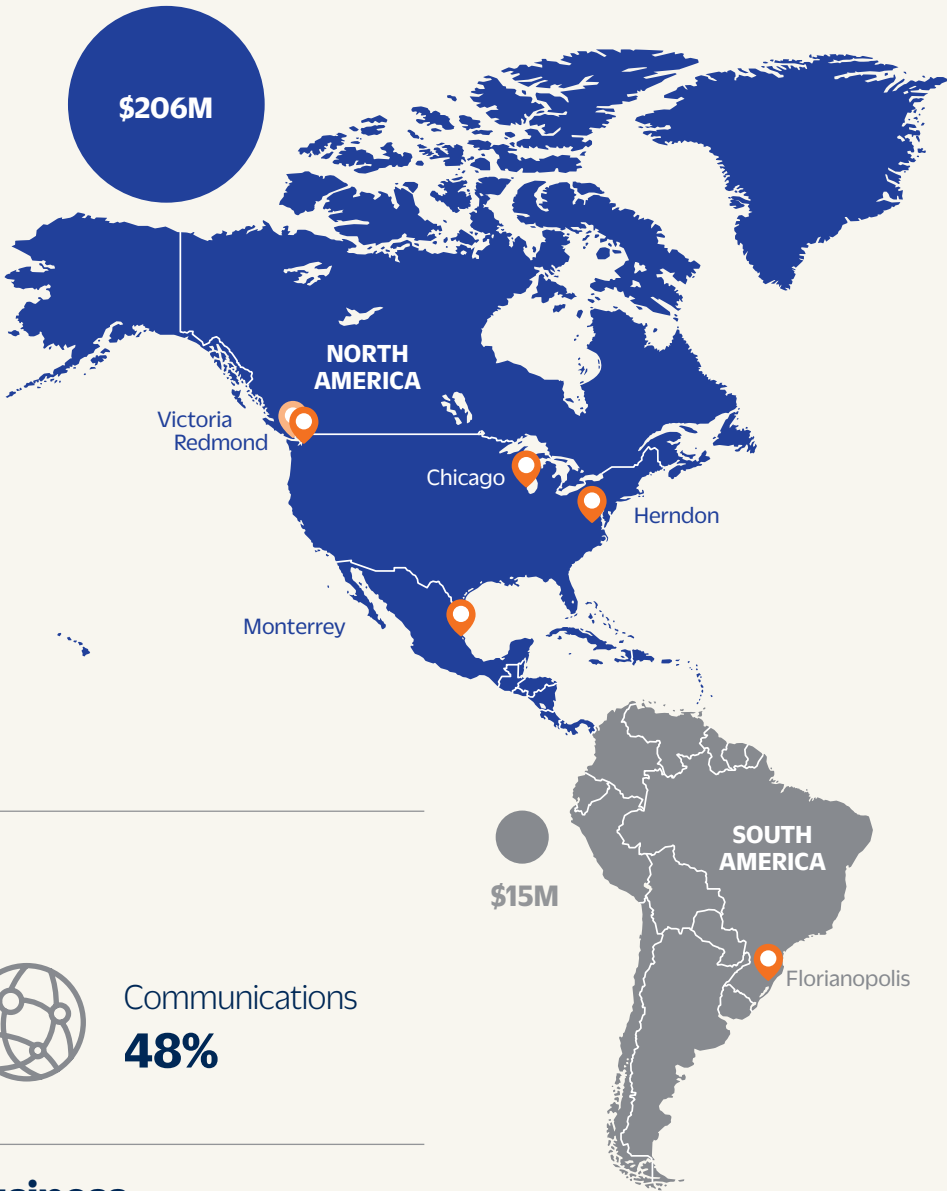 $206M
NORTH
AMERICA
Victoria
Redmond
Chicago
Herndon
Monterrey
SOUTH
AMERICA
$15M
Florianopolis
Communications
48%